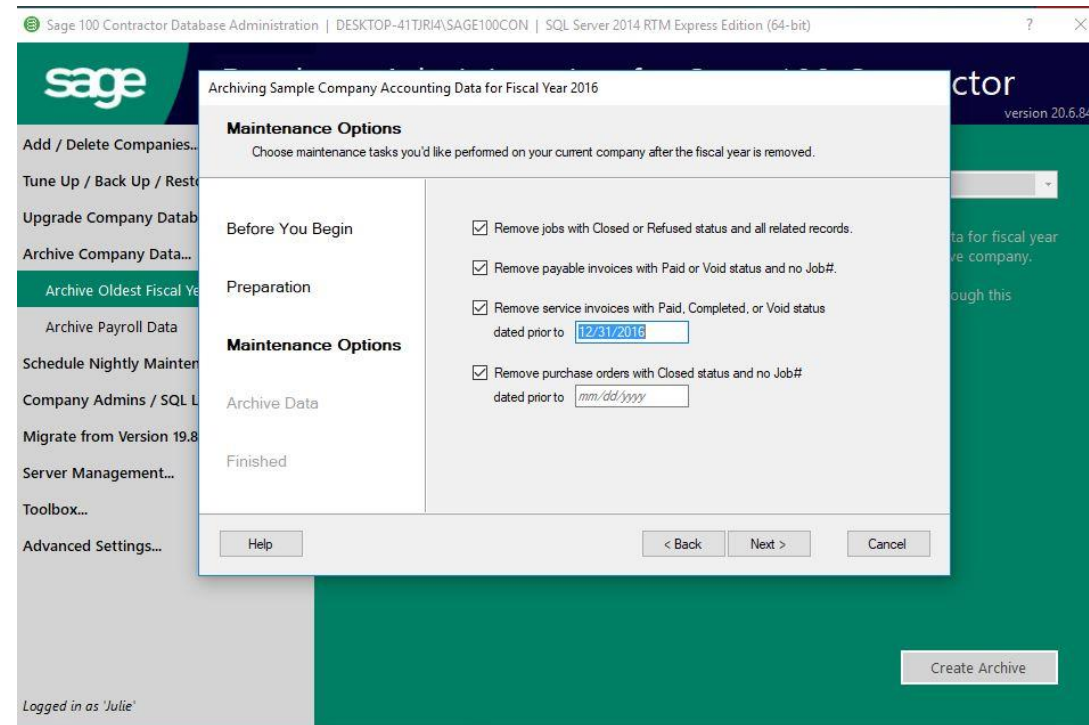 Sage 100 Contractor Database Administration | DESKTOP-41TJRI4\SAGE100CON | SQL Server 2014 RTM Express Edition (64-bit) ? X
sage
ctor
version 20.6.84
Add / Delete Companies...
Tune Up / Back Up / Resto
Upgrade Company Datab
Archive Company Data...
Archive Oldest Fiscal Ye
Archive Payroll Data
Schedule Nightly Mainten
Company Admins / SQL L
Migrate from Version 19.8
Server Management...
Toolbox...
Advanced Settings...
Logged in as 'Julie'
Archiving Sample Company Accounting Data for Fiscal Year 2016
Maintenance Options
Choose maintenance tasks you'd like performed on your current company after the fiscal year is removed.
Before You Begin
Preparation
Maintenance Options
Archive Data
Finished
Remove jobs with Closed or Refused status and all related records.
Remove payable invoices with Paid or Void status and no Job#.
Remove service invoices with Paid, Completed, or Void status
dated prior to 12/31/2016
Remove purchase orders with Closed status and no Job#
dated prior to mm/dd/yyyy
Help
< Back
Next >
Cancel
ta for fiscal year
ve company.
ough this
Create Archive